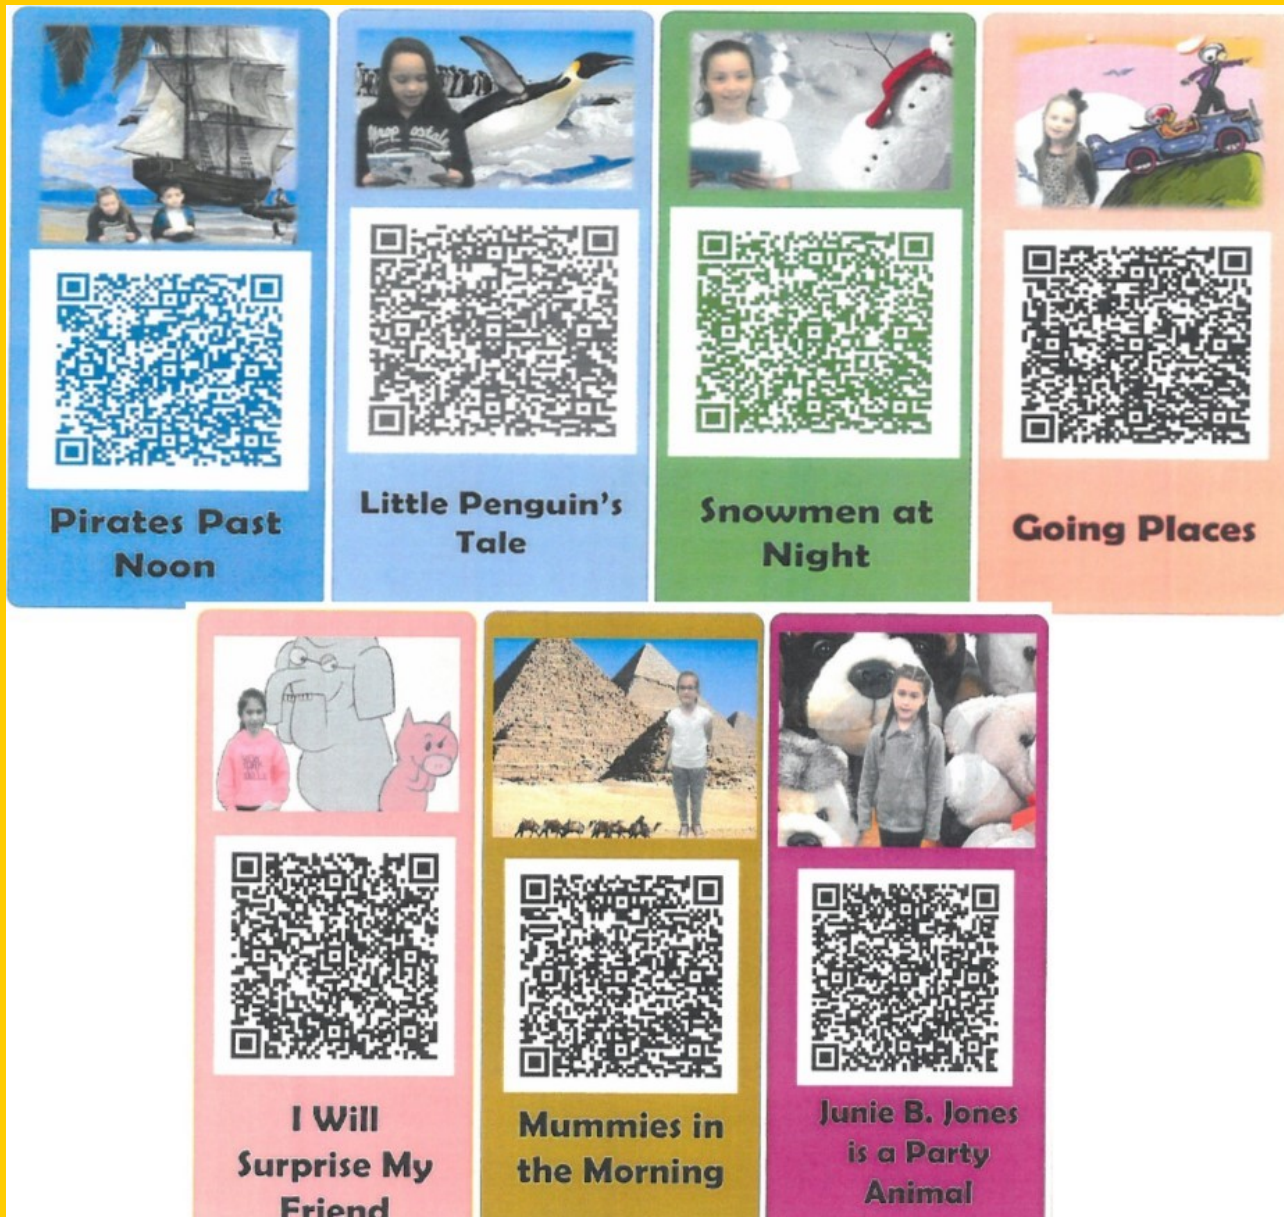 Pirates Past
Noon
Little Penguin's
Tale
Snowmen at
Night
Going Places
I Will
Surprise My
Friend
Mummies in
the Morning
Junie B. Jones
is a Party
Animal